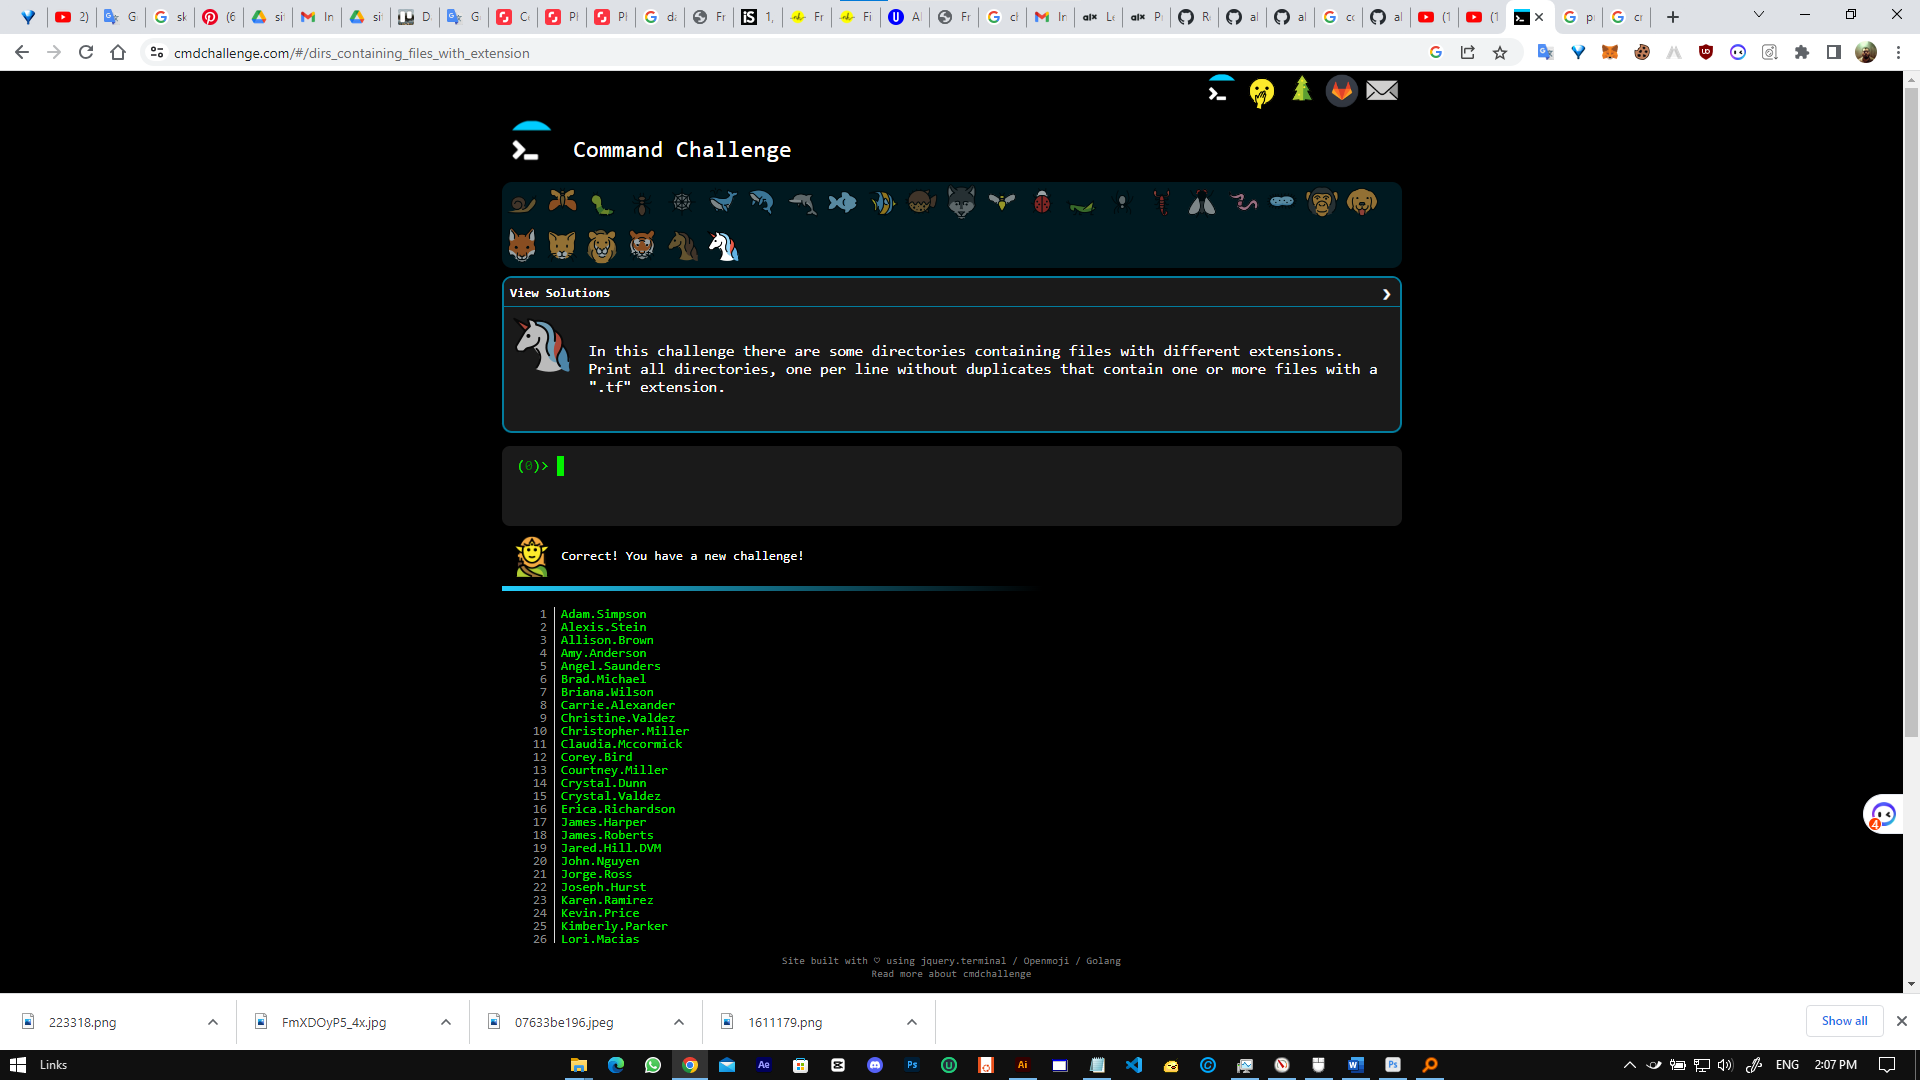 2)
(6
cmdchallenge.com/#/dirs_containing_files_with_extension
Command Challenge
View Solutions
In this challenge there are some directories containing files with different extensions.
Print all directories, one per line without duplicates that contain one or more files with a
".tf" extension.
(0)>
Correct! You have a new challenge!
1 Adam.Simpson
2 Alexis.Stein
3 Allison.Brown
4 Amy.Anderson
5 Angel.Saunders
6 Brad.Michael
7 Briana.Wilson
8 Carrie.Alexander
9 Christine.Valdez
10 Christopher.Miller
11 Claudia.Mccormick
12 Corey.Bird
13 Courtney.Miller
14 Crystal.Dunn
15 Crystal.Valdez
16 Erica.Richardson
17 James.Harper
18 James.Roberts
19 Jared.Hill.DVM
20 John.Nguyen
21 Jorge.Ross
22 Joseph.Hurst
23 Karen.Ramirez
24 Kevin.Price
25 Kimberly.Parker
26 Lori.Macias
4
Site built with ♡ using jquery.terminal / Openmoji / Golang
Read more about cmdchallenge
223318.png
FmXDOyP5_4x.jpg
07633be196.jpeg
1611179.png
Show all
Links
ENG
2:07 PM